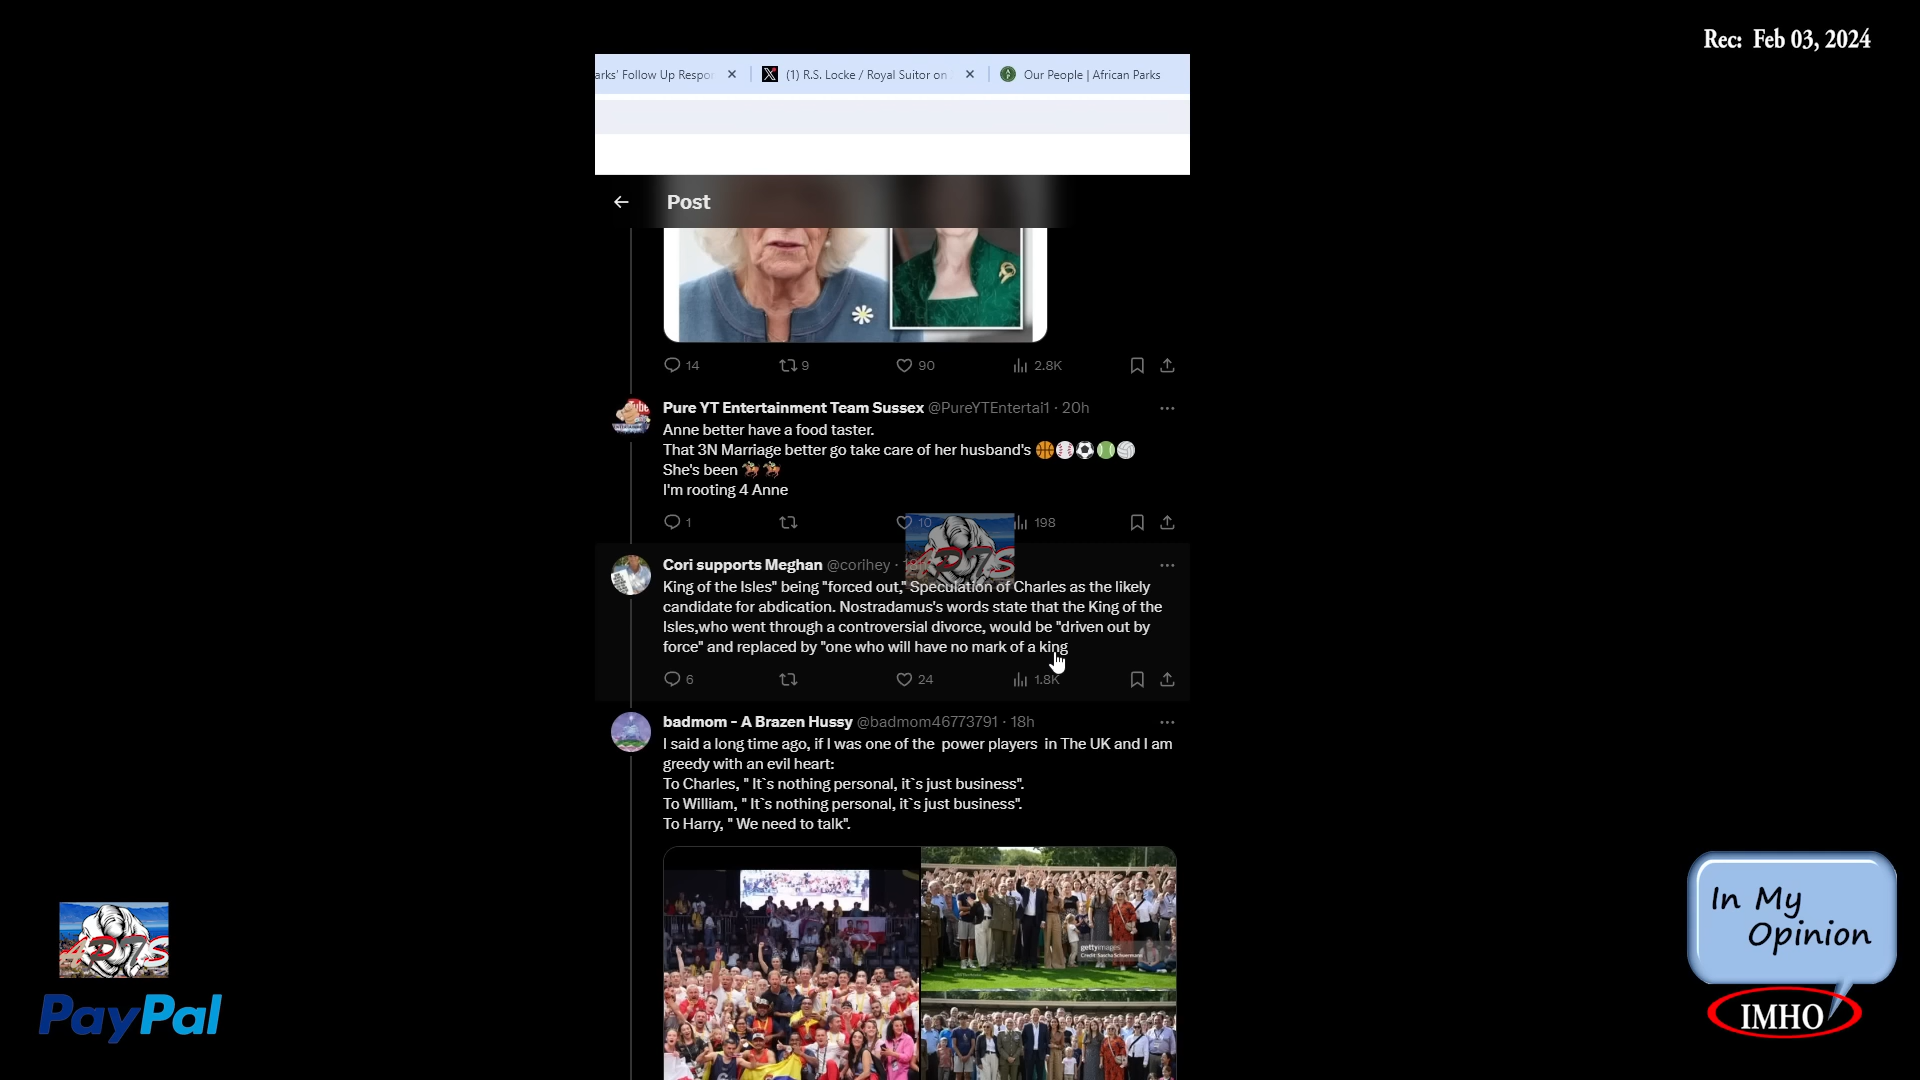 Rec: Feb 03, 2024
arks' Follow Up Respor
(1) R.S. Locke / Royal Suitor on
Our People | African Parks
Post
14 9 90 2.8K
Pure YT Entertainment Team Sussex @PureYTEntertai1 · 20h
Anne better have a food taster.
That 3N Marriage better go take care of her husband's 🏀⚾⚽🎾🏐
She's been 🏇🏇
I'm rooting 4 Anne
1 10 198
Cori supports Meghan @corihey · 18h
King of the Isles" being "forced out," Speculation of Charles as the likely
candidate for abdication. Nostradamus's words state that the King of the
Isles,who went through a controversial divorce, would be "driven out by
force" and replaced by "one who will have no mark of a king
6 24 1.8K
badmom - A Brazen Hussy @badmom46773791 · 18h
I said a long time ago, if I was one of the power players in The UK and I am
greedy with an evil heart:
To Charles, " It`s nothing personal, it`s just business".
To William, " It`s nothing personal, it`s just business".
To Harry, " We need to talk".
gettyimages
PayPal
In My
Opinion
IMHO